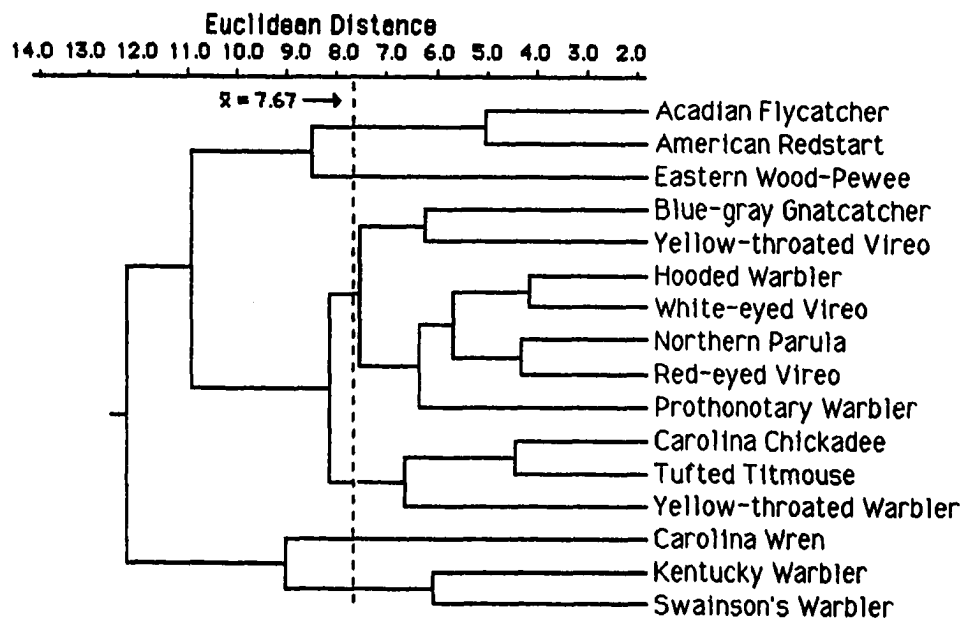 Euclidean Distance
14.0 13.0 12.0 11.0 10.0 9.0 8.0 7.0 6.0 5.0 4.0 3.0 2.0
x̄ = 7.67
Acadian Flycatcher
American Redstart
Eastern Wood-Pewee
Blue-gray Gnatcatcher
Yellow-throated Vireo
Hooded Warbler
White-eyed Vireo
Northern Parula
Red-eyed Vireo
Prothonotary Warbler
Carolina Chickadee
Tufted Titmouse
Yellow-throated Warbler
Carolina Wren
Kentucky Warbler
Swainson's Warbler